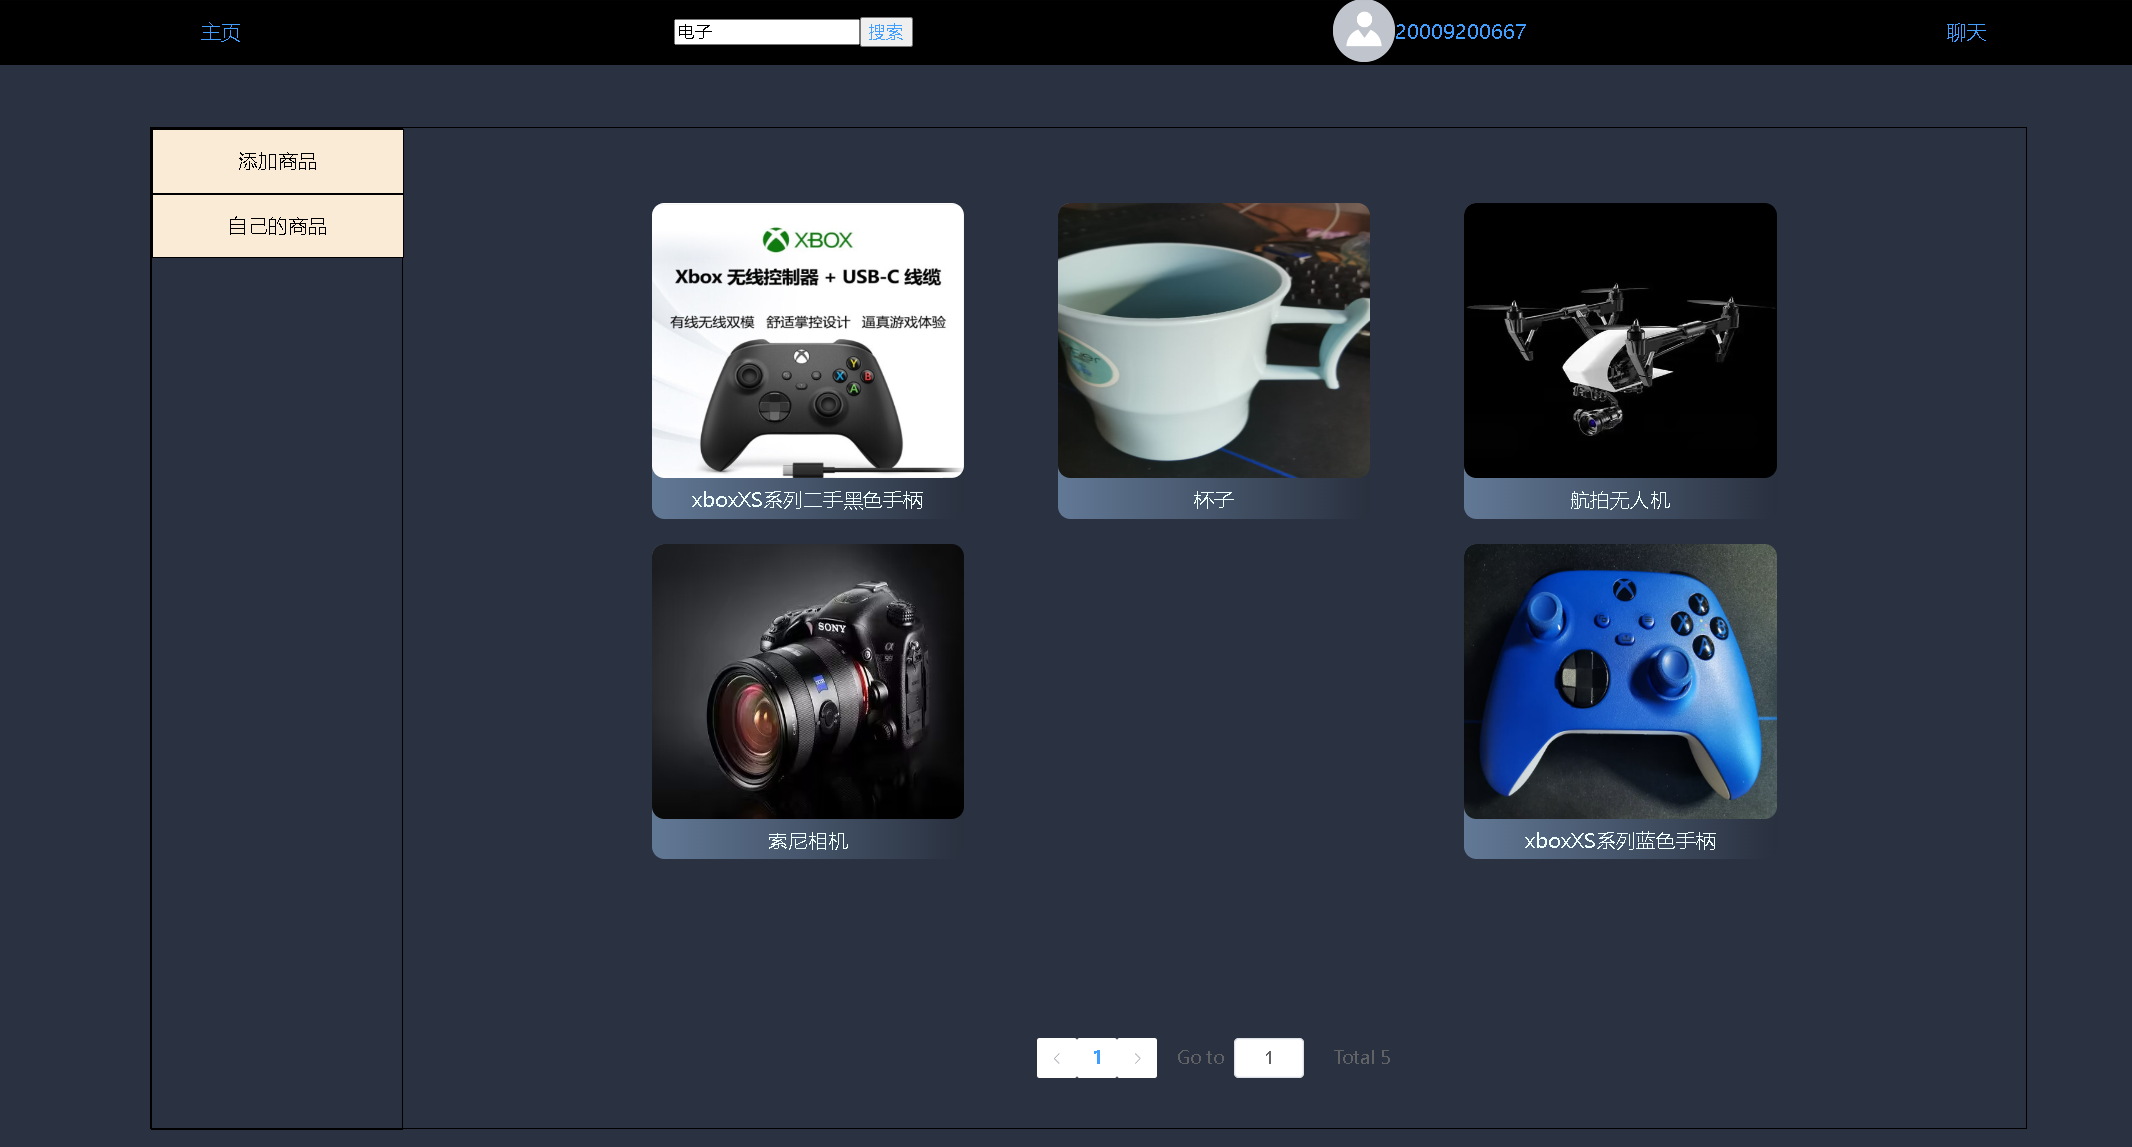 主页
电子
搜索
20009200667
聊天
添加商品
自己的商品
XBOX
Xbox 无线控制器 + USB-C 线缆
有线无线双模 舒适掌控设计 逼真游戏体验
Y
X
B
A
xboxXS系列二手黑色手柄
杯子
航拍无人机
SONY
α
索尼相机
X
Y
A
xboxXS系列蓝色手柄
1
Go to
1
Total 5